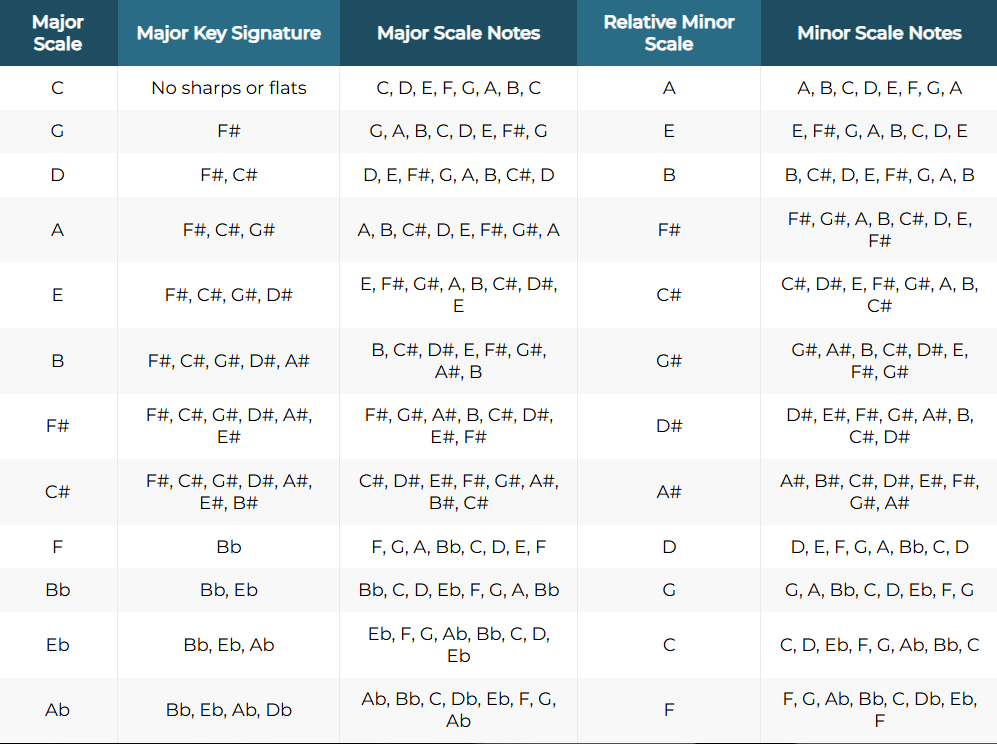 Major Scale Major Key Signature Major Scale Notes Relative Minor Scale Minor Scale Notes
C No sharps or flats C, D, E, F, G, A, B, C A A, B, C, D, E, F, G, A
G F# G, A, B, C, D, E, F#, G E E, F#, G, A, B, C, D, E
D F#, C# D, E, F#, G, A, B, C#, D B B, C#, D, E, F#, G, A, B
A F#, C#, G# A, B, C#, D, E, F#, G#, A F# F#, G#, A, B, C#, D, E, F#
E F#, C#, G#, D# E, F#, G#, A, B, C#, D#, E C# C#, D#, E, F#, G#, A, B, C#
B F#, C#, G#, D#, A# B, C#, D#, E, F#, G#, A#, B G# G#, A#, B, C#, D#, E, F#, G#
F# F#, C#, G#, D#, A#, E# F#, G#, A#, B, C#, D#, E#, F# D# D#, E#, F#, G#, A#, B, C#, D#
C# F#, C#, G#, D#, A#, E#, B# C#, D#, E#, F#, G#, A#, B#, C# A# A#, B#, C#, D#, E#, F#, G#, A#
F Bb F, G, A, Bb, C, D, E, F D D, E, F, G, A, Bb, C, D
Bb Bb, Eb Bb, C, D, Eb, F, G, A, Bb G G, A, Bb, C, D, Eb, F, G
Eb Bb, Eb, Ab Eb, F, G, Ab, Bb, C, D, Eb C C, D, Eb, F, G, Ab, Bb, C
Ab Bb, Eb, Ab, Db Ab, Bb, C, Db, Eb, F, G, Ab F F, G, Ab, Bb, C, Db, Eb, F